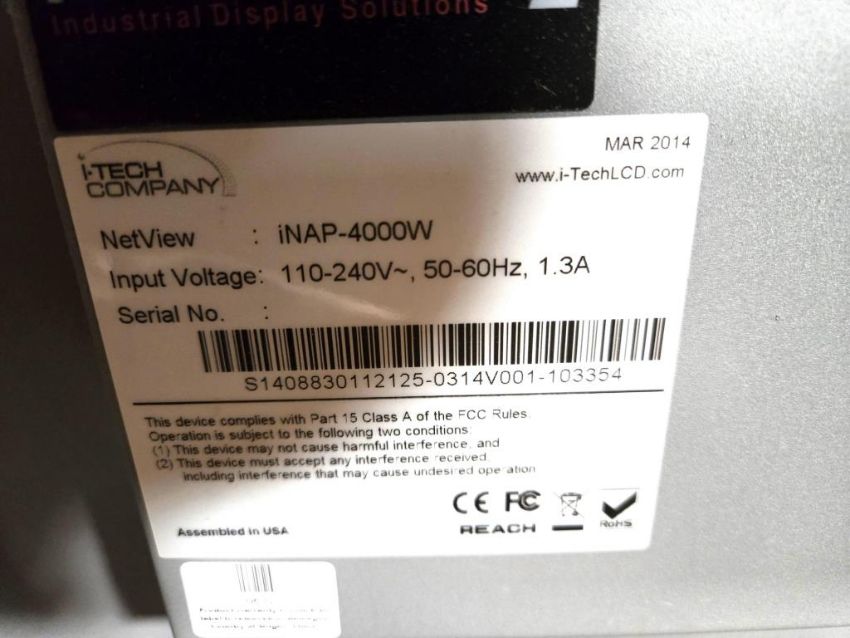 Industrial Display Solutions
MAR 2014
i-TECH
COMPANY
www.i-TechLCD.com
NetView : iNAP-4000W
Input Voltage: 110-240V~, 50-60Hz, 1.3A
Serial No. :
S1408830112125-0314V001-103354
This device complies with Part 15 Class A of the FCC Rules.
Operation is subject to the following two conditions:
(1) This device may not cause harmful interference, and
(2) This device must accept any interference received,
including interference that may cause undesired operation
CE FC
REACH
RoHS
Assembled in USA